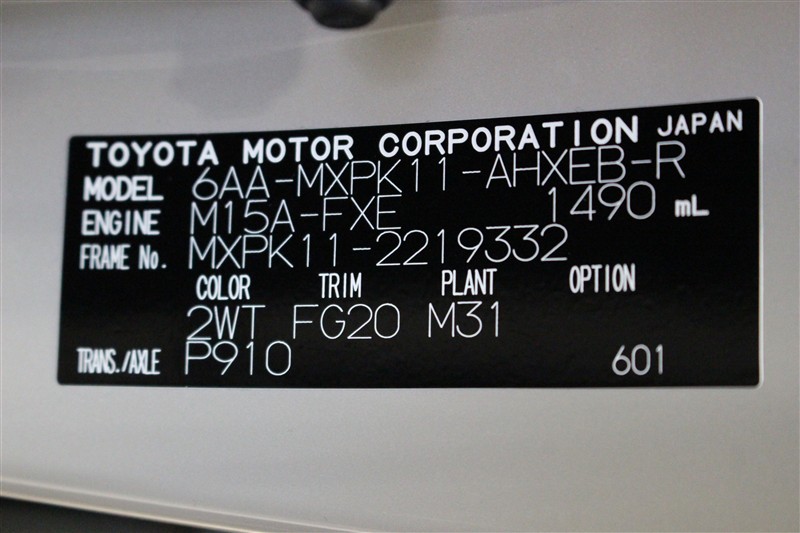 TOYOTA MOTOR CORPORATION JAPAN
MODEL 6AA-MXPK11-AHXEB-R
ENGINE M15A-FXE 1490 mL
FRAME No. MXPK11-2219332
COLOR TRIM PLANT OPTION
2WT FG20 M31
TRANS./AXLE P910 601